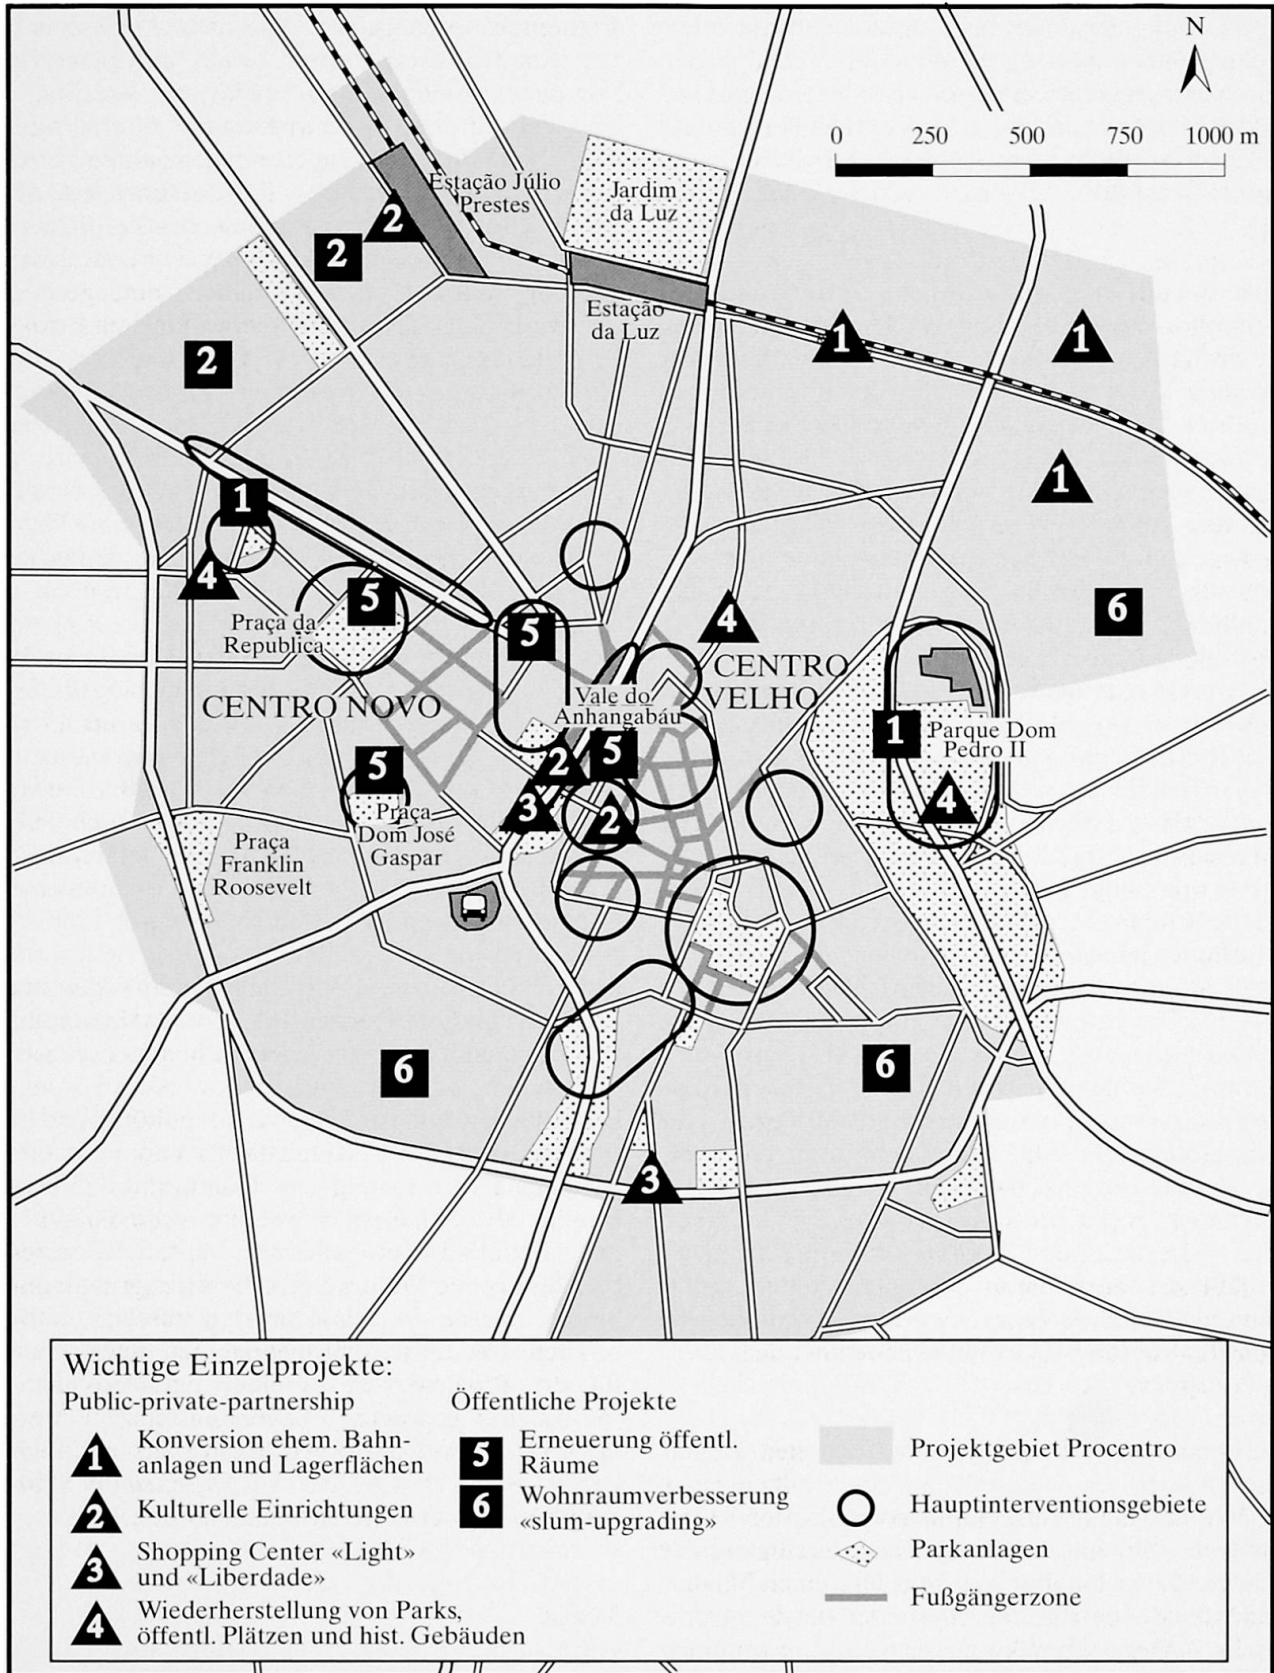 N
0 250 500 750 1000 m
Estação Júlio
Prestes
Jardim
da Luz
2
2
Estação
da Luz
1
1
2
1
1
4
5
6
Praça da
Republica
5
4
CENTRO
VELHO
CENTRO NOVO
Vale do
Anhangabáu
1
Parque Dom
Pedro II
5
2
5
3
2
4
Praça
Dom José
Gaspar
Praça
Franklin
Roosevelt
6
6
3
Wichtige Einzelprojekte:
Public-private-partnership
1 Konversion ehem. Bahn-
anlagen und Lagerflächen
2 Kulturelle Einrichtungen
3 Shopping Center «Light»
und «Liberdade»
4 Wiederherstellung von Parks,
öffentl. Plätzen und hist. Gebäuden
Öffentliche Projekte
5 Erneuerung öffentl.
Räume
6 Wohnraumverbesserung
«slum-upgrading»
Projektgebiet Procentro
Hauptinterventionsgebiete
Parkanlagen
Fußgängerzone